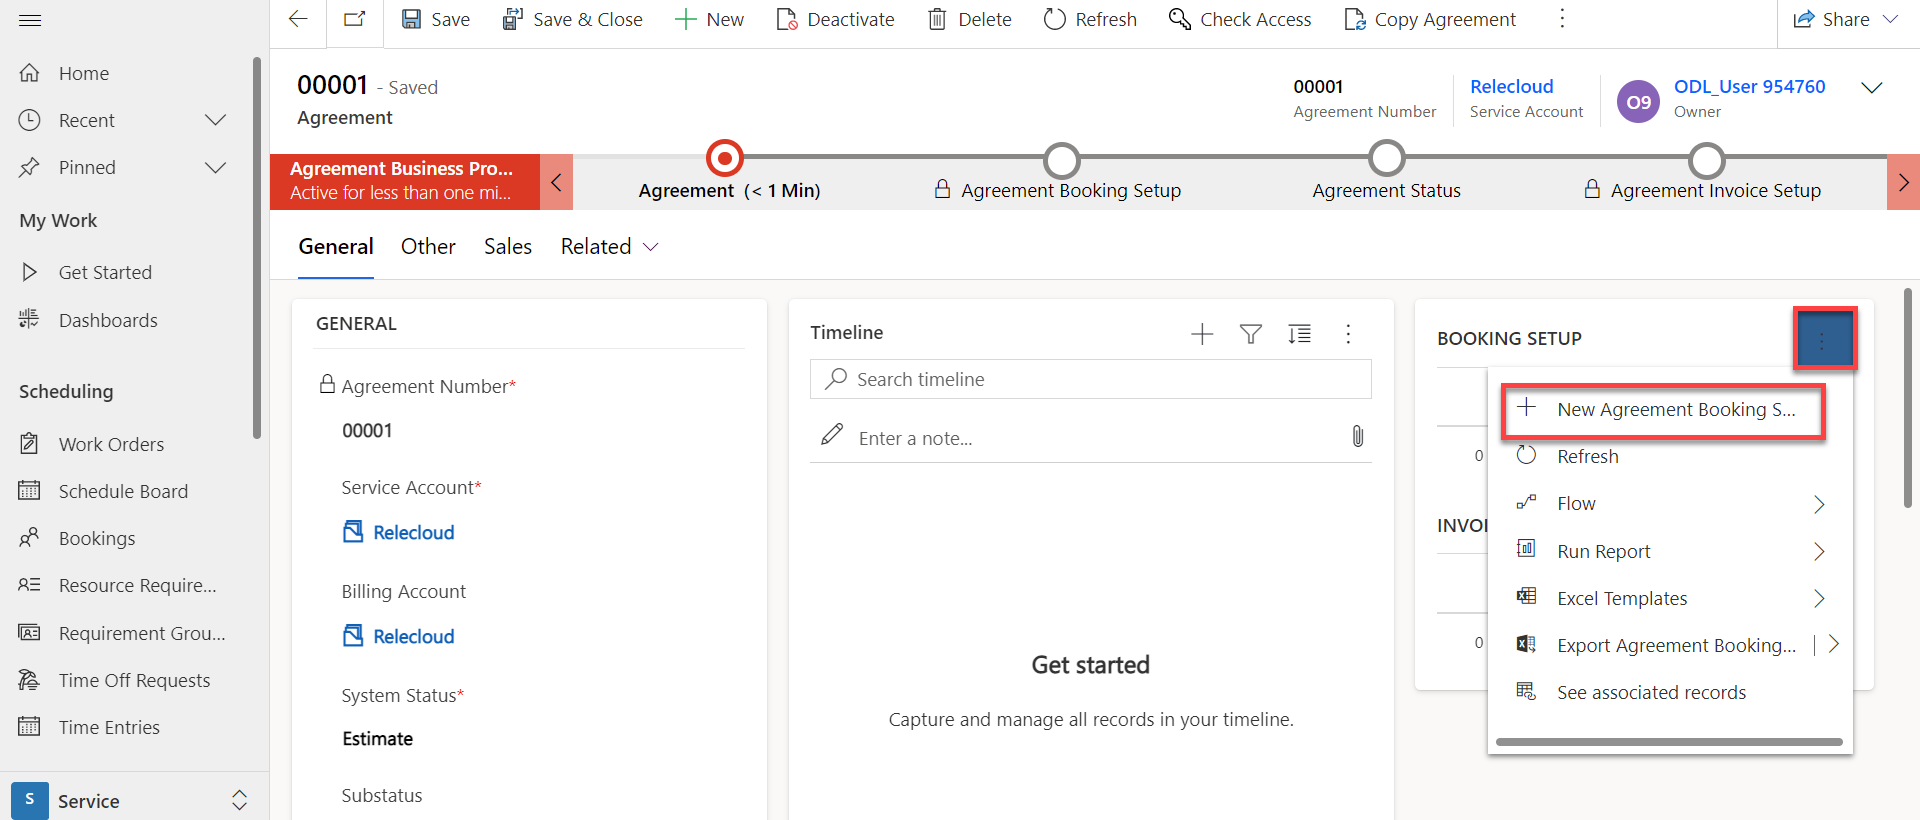 Save
Save & Close
New
Deactivate
Delete
Refresh
Check Access
Copy Agreement
Share
Home
Recent
Pinned
My Work
Get Started
Dashboards
Scheduling
Work Orders
Schedule Board
Bookings
Resource Require...
Requirement Grou...
Time Off Requests
Time Entries
S Service
00001 - Saved
Agreement
00001
Agreement Number
Relecloud
Service Account
O9
ODL_User 954760
Owner
Agreement Business Pro...
Active for less than one mi...
Agreement (< 1 Min)
Agreement Booking Setup
Agreement Status
Agreement Invoice Setup
General
Other
Sales
Related
GENERAL
Agreement Number*
00001
Service Account*
Relecloud
Billing Account
Relecloud
System Status*
Estimate
Substatus
Timeline
Search timeline
Enter a note...
Get started
Capture and manage all records in your timeline.
BOOKING SETUP
0
INVOI
0
New Agreement Booking S...
Refresh
Flow
Run Report
Excel Templates
Export Agreement Booking...
See associated records